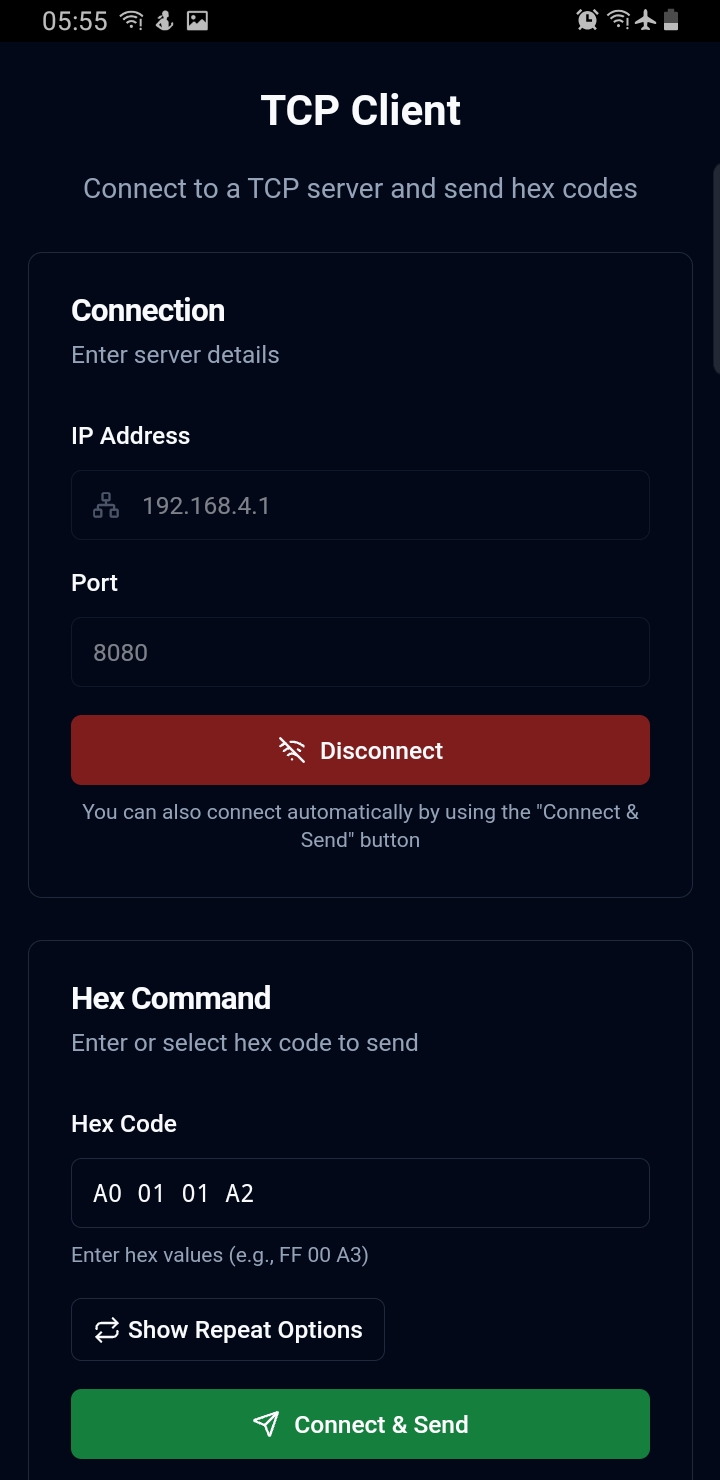 05:55
TCP Client
Connect to a TCP server and send hex codes
Connection
Enter server details
IP Address
192.168.4.1
Port
8080
Disconnect
You can also connect automatically by using the "Connect &
Send" button
Hex Command
Enter or select hex code to send
Hex Code
A0 01 01 A2
Enter hex values (e.g., FF 00 A3)
Show Repeat Options
Connect & Send